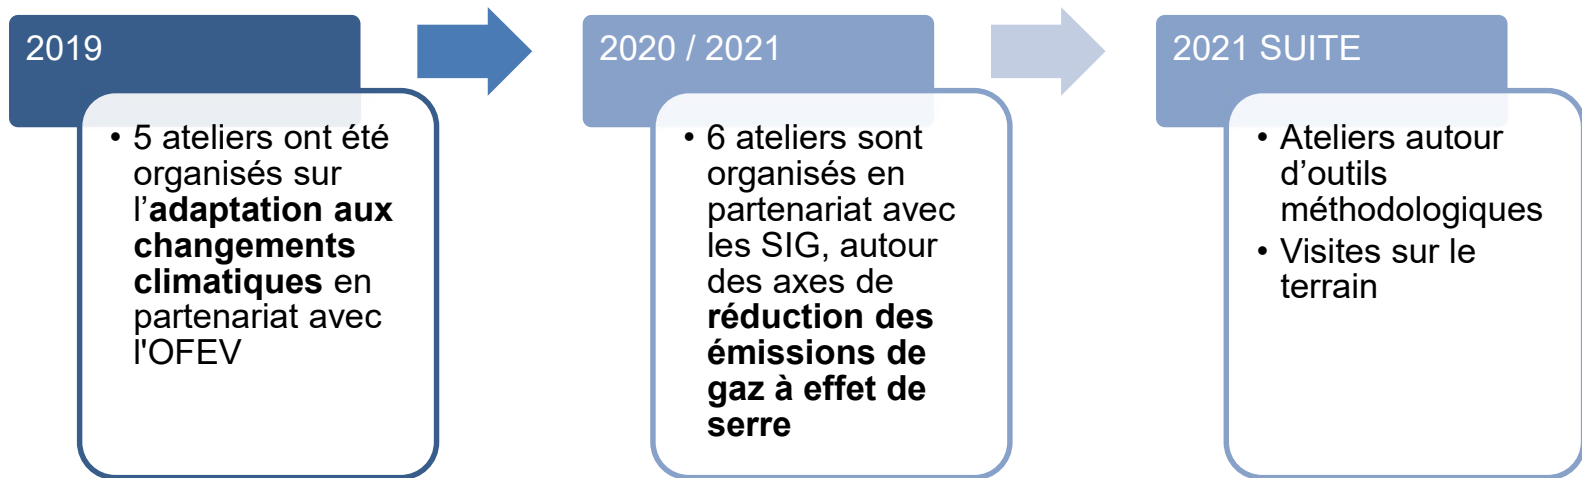 2019
• 5 ateliers ont été
organisés sur
l’adaptation aux
changements
climatiques en
partenariat avec
l'OFEV
2020 / 2021
• 6 ateliers sont
organisés en
partenariat avec
les SIG, autour
des axes de
réduction des
émissions de
gaz à effet de
serre
2021 SUITE
• Ateliers autour
d’outils
méthodologiques
• Visites sur le
terrain